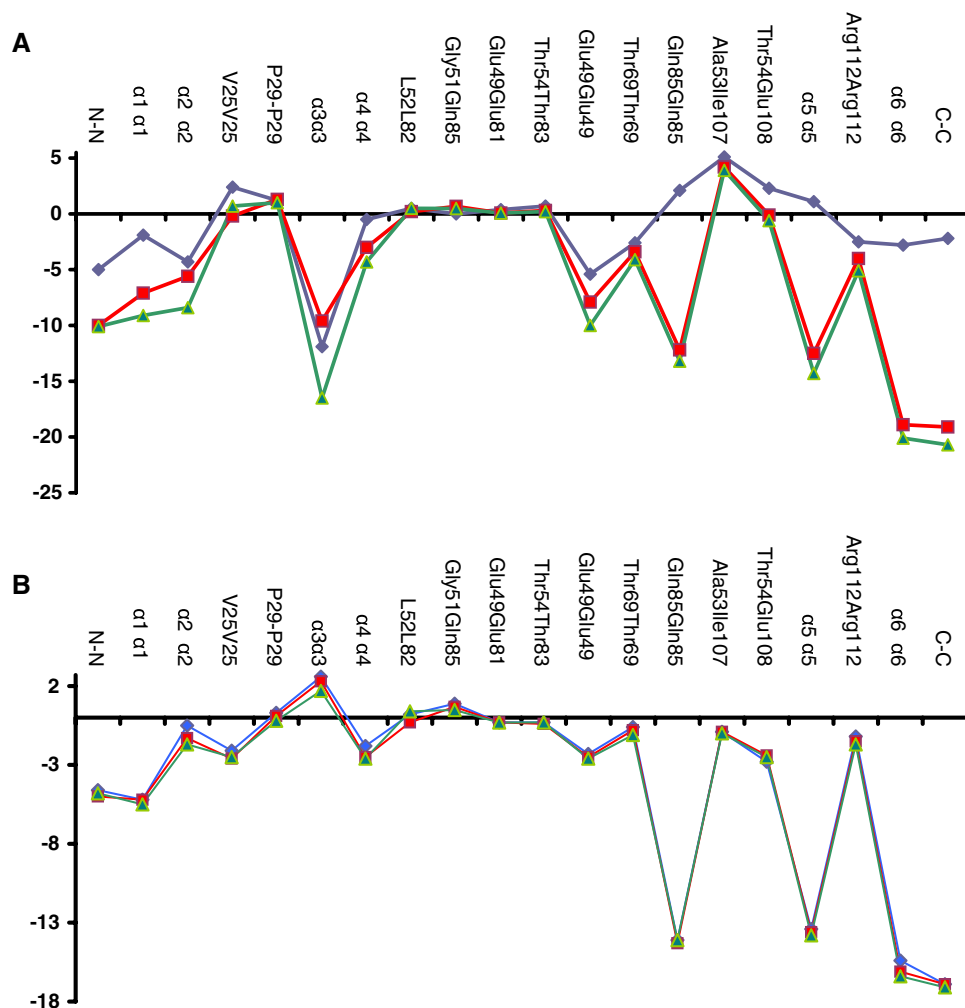 A
N-N
α1 α1
α2 α2
V25V25
P29-P29
α3α3
α4 α4
L52L82
Gly51Gln85
Glu49Glu81
Thr54Thr83
Glu49Glu49
Thr69Thr69
Gln85Gln85
Ala53Ile107
Thr54Glu108
α5 α5
Arg112Arg112
α6 α6
C-C
5
0
-5
-10
-15
-20
-25
B
N-N
α1 α1
α2 α2
V25V25
P29-P29
α3α3
α4 α4
L52L82
Gly51Gln85
Glu49Glu81
Thr54Thr83
Glu49Glu49
Thr69Thr69
Gln85Gln85
Ala53Ile107
Thr54Glu108
α5 α5
Arg112Arg112
α6 α6
C-C
2
-3
-8
-13
-18